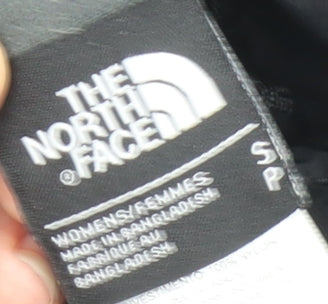 THE
NORTH
FACE
®
S
P
WOMENS/FEMMES
MADE IN BANGLADESH
FABRIQUE AU
BANGLADESH